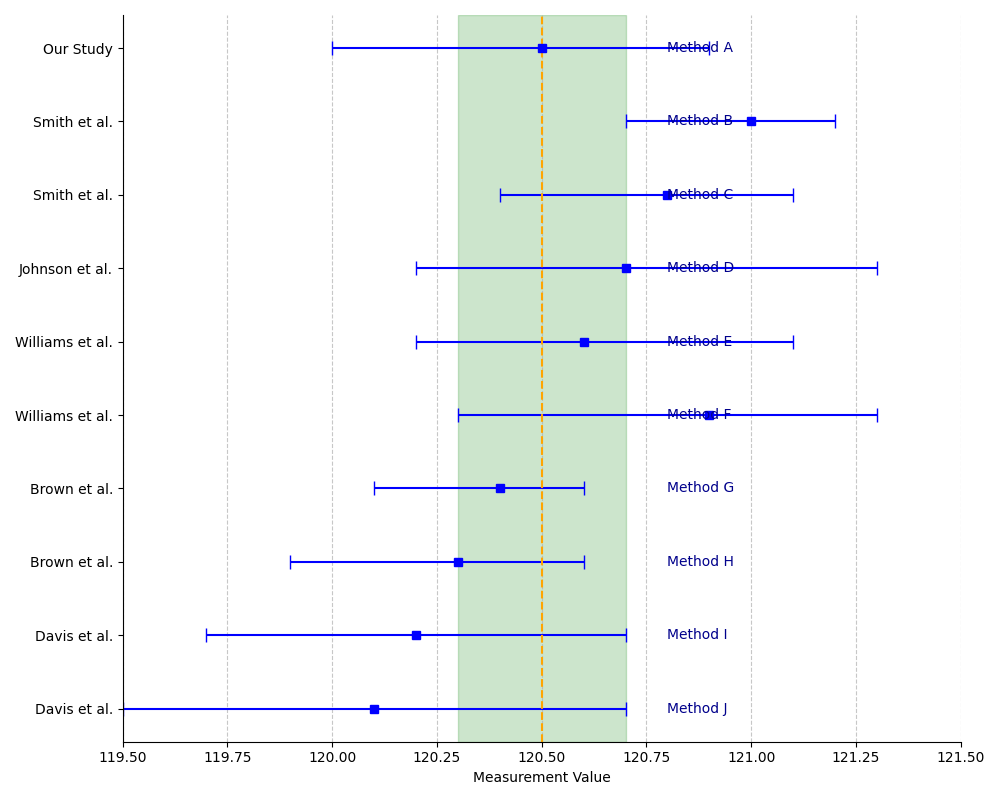 Our Study Method A
Smith et al. Method B
Smith et al. Method C
Johnson et al. Method D
Williams et al. Method E
Williams et al. Method F
Brown et al. Method G
Brown et al. Method H
Davis et al. Method I
Davis et al. Method J
119.50 119.75 120.00 120.25 120.50 120.75 121.00 121.25 121.50
Measurement Value